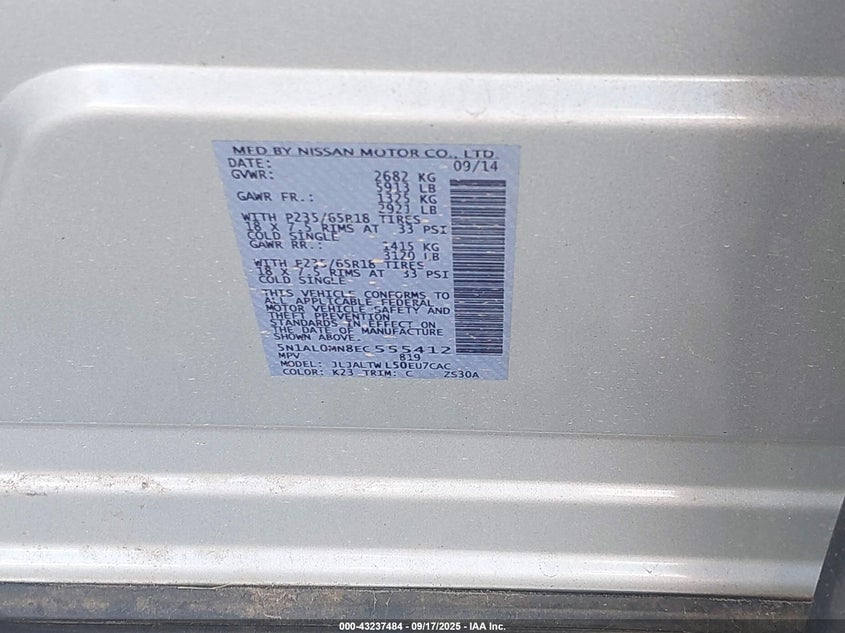 MFD BY NISSAN MOTOR CO., LTD.
DATE: 09/14
GVWR: 2682 KG
5913 LB
GAWR FR.: 1325 KG
2921 LB
WITH P235/65R18 TIRES
18 X 7.5 RIMS AT 33 PSI
COLD SINGLE
GAWR RR.: 1415 KG
3120 LB
WITH P235/65R18 TIRES
18 X 7.5 RIMS AT 33 PSI
COLD SINGLE
THIS VEHICLE CONFORMS TO
ALL APPLICABLE FEDERAL
MOTOR VEHICLE SAFETY AND
THEFT PREVENTION
STANDARDS IN EFFECT ON
THE DATE OF MANUFACTURE
SHOWN ABOVE.
5N1AL0MN8EC555412
MPV 819
MODEL: JLJALTWL50EU7CAC
COLOR: K23 TRIM: C ZS30A
000-43237484 - 09/17/2025 - IAA Inc.